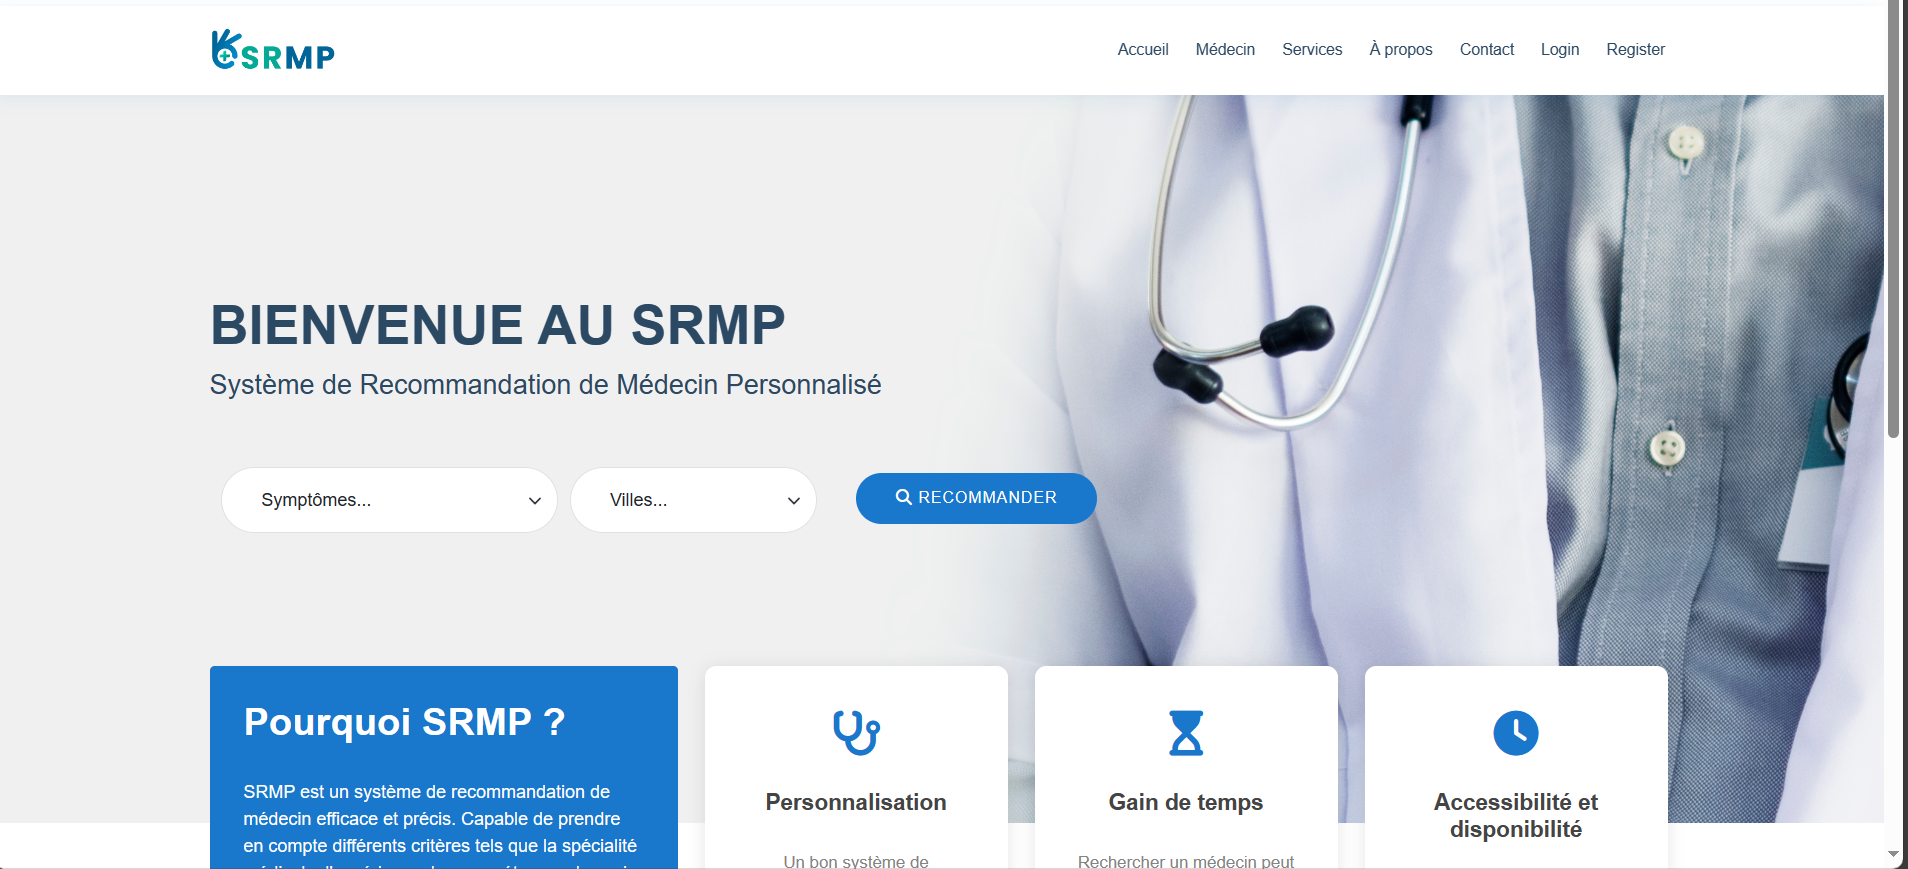 SRMP
Accueil Médecin Services À propos Contact Login Register
BIENVENUE AU SRMP
Système de Recommandation de Médecin Personnalisé
Symptômes... Villes... RECOMMANDER
Pourquoi SRMP ?
SRMP est un système de recommandation de
médecin efficace et précis. Capable de prendre
en compte différents critères tels que la spécialité
Personnalisation
Un bon système de
Gain de temps
Rechercher un médecin peut
Accessibilité et
disponibilité